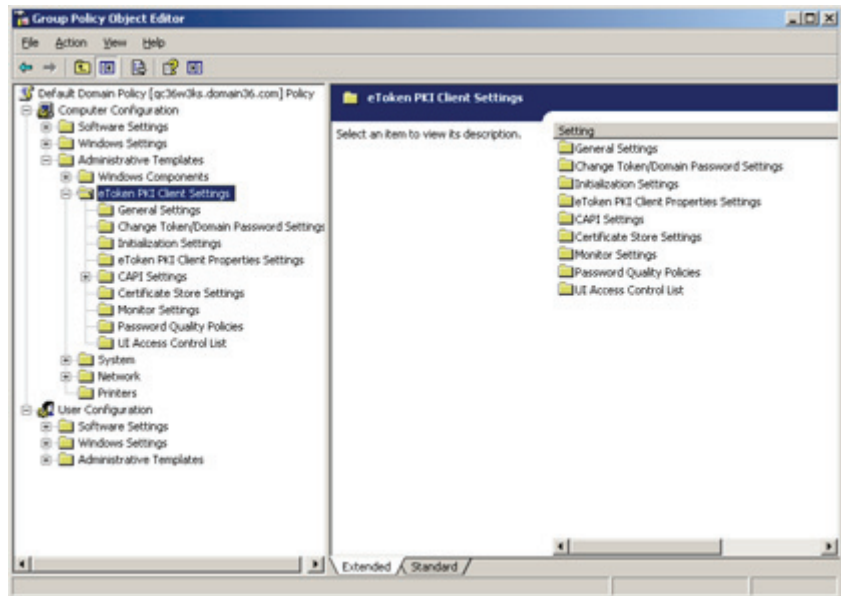 Group Policy Object Editor
File Action View Help
Default Domain Policy [qc36w3ks.domain36.com] Policy
Computer Configuration
Software Settings
Windows Settings
Administrative Templates
Windows Components
eToken PKI Client Settings
General Settings
Change Token/Domain Password Settings
Initialization Settings
eToken PKI Client Properties Settings
CAPI Settings
Certificate Store Settings
Monitor Settings
Password Quality Policies
UI Access Control List
System
Network
Printers
User Configuration
Software Settings
Windows Settings
Administrative Templates
eToken PKI Client Settings
Select an item to view its description.
Setting
General Settings
Change Token/Domain Password Settings
Initialization Settings
eToken PKI Client Properties Settings
CAPI Settings
Certificate Store Settings
Monitor Settings
Password Quality Policies
UI Access Control List
Extended Standard